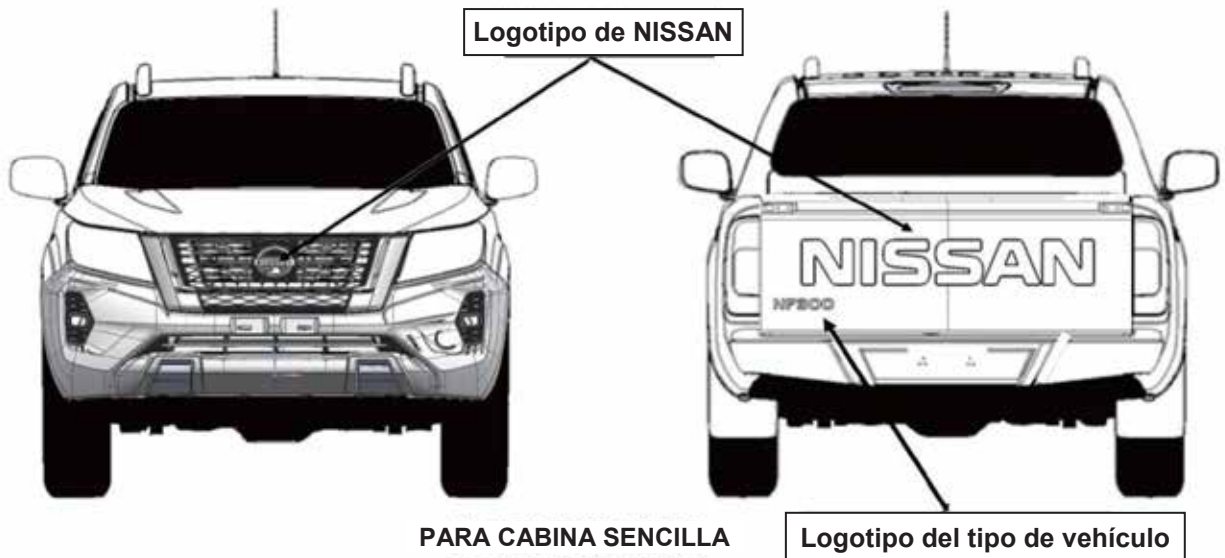 Logotipo de NISSAN
NISSAN
NP300
PARA CABINA SENCILLA
Logotipo del tipo de vehículo